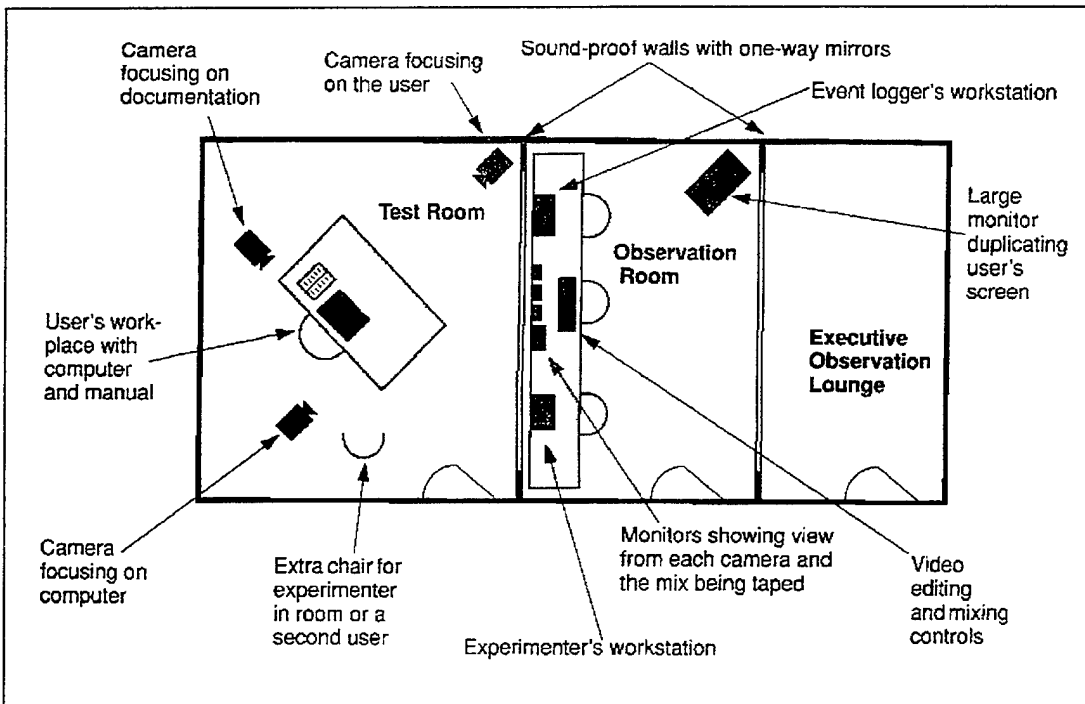 Camera
focusing on
documentation
Camera focusing
on the user
Sound-proof walls with one-way mirrors
Event logger's workstation
Test Room
Observation
Room
Large
monitor
duplicating
user's
screen
User's work-
place with
computer
and manual
Executive
Observation
Lounge
Camera
focusing on
computer
Extra chair for
experimenter
in room or a
second user
Experimenter's workstation
Monitors showing view
from each camera and
the mix being taped
Video
editing
and mixing
controls